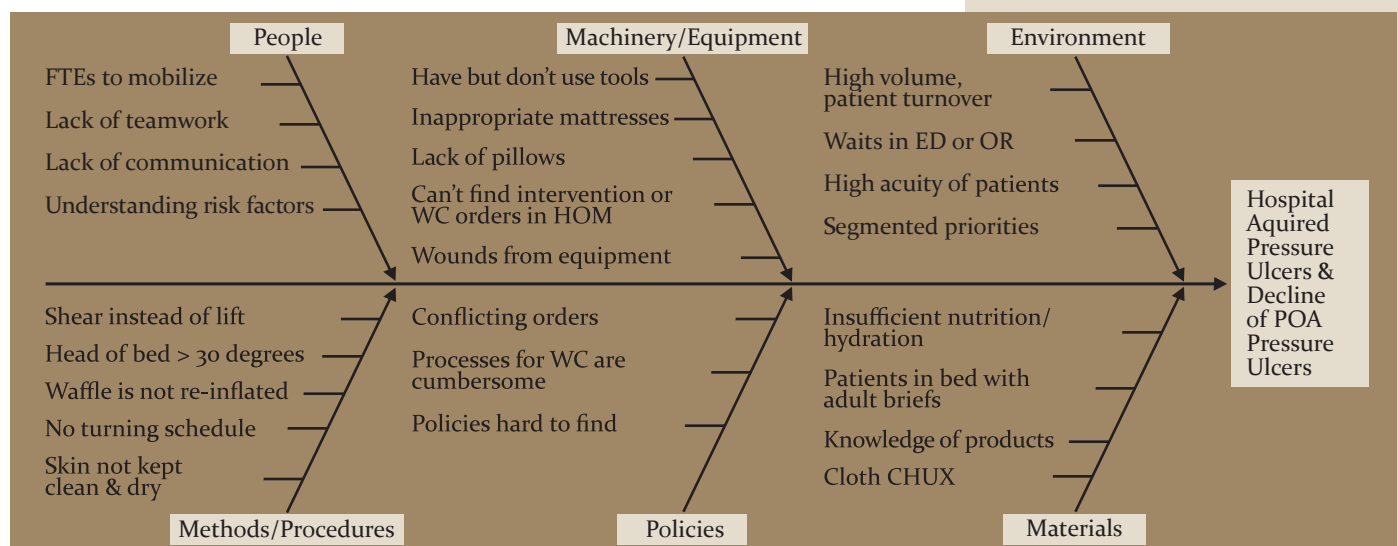 People
FTEs to mobilize
Lack of teamwork
Lack of communication
Understanding risk factors
Machinery/Equipment
Have but don't use tools
Inappropriate mattresses
Lack of pillows
Can't find intervention or
WC orders in HOM
Wounds from equipment
Environment
High volume,
patient turnover
Waits in ED or OR
High acuity of patients
Segmented priorities
Hospital
Aquired
Pressure
Ulcers &
Decline
of POA
Pressure
Ulcers
Shear instead of lift
Head of bed > 30 degrees
Waffle is not re-inflated
No turning schedule
Skin not kept
clean & dry
Methods/Procedures
Conflicting orders
Processes for WC are
cumbersome
Policies hard to find
Policies
Insufficient nutrition/
hydration
Patients in bed with
adult briefs
Knowledge of products
Cloth CHUX
Materials